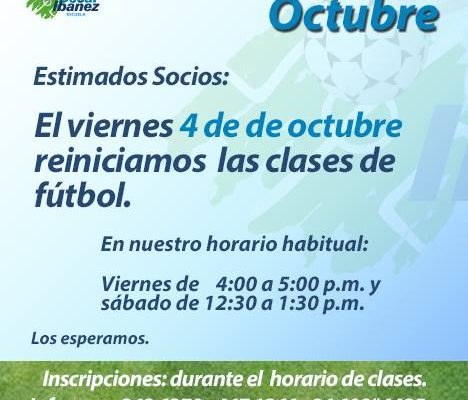 Ibañez
ESCUELA
Octubre
Estimados Socios:
El viernes 4 de de octubre
reiniciamos las clases de
fútbol.
En nuestro horario habitual:
Viernes de 4:00 a 5:00 p.m. y
sábado de 12:30 a 1:30 p.m.
Los esperamos.
Inscripciones: durante el horario de clases.